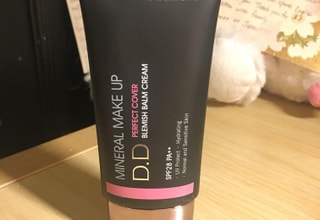 MINERAL MAKE UP
PERFECT COVER
D.D
BLEMISH BALM CREAM
SPF28 PA++
- UV Protect - Hydrating
- Normal and Sensitive Skin